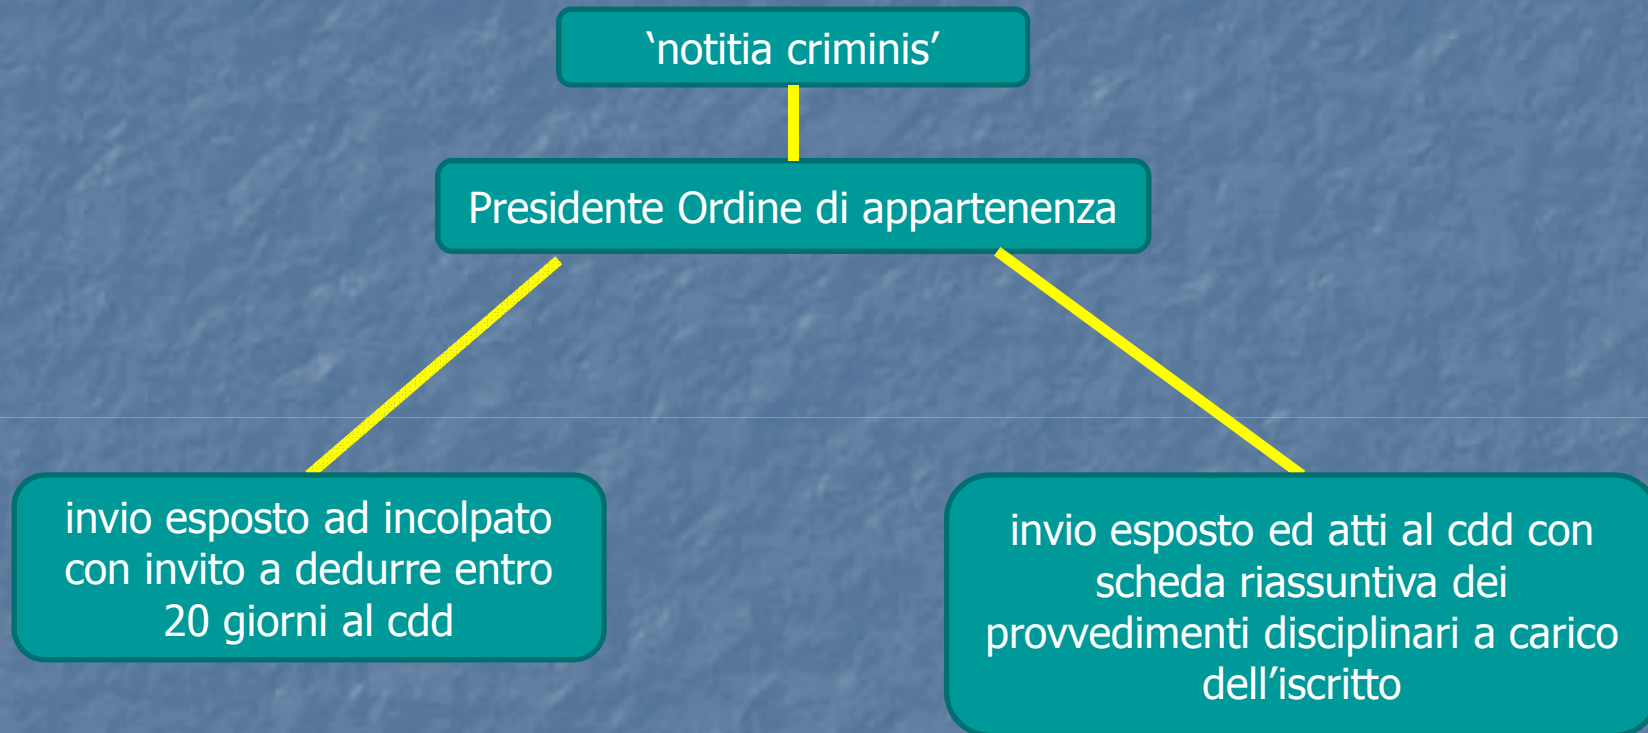 ‘notitia criminis’
Presidente Ordine di appartenenza
invio esposto ad incolpato
con invito a dedurre entro
20 giorni al cdd
invio esposto ed atti al cdd con
scheda riassuntiva dei
provvedimenti disciplinari a carico
dell’iscritto